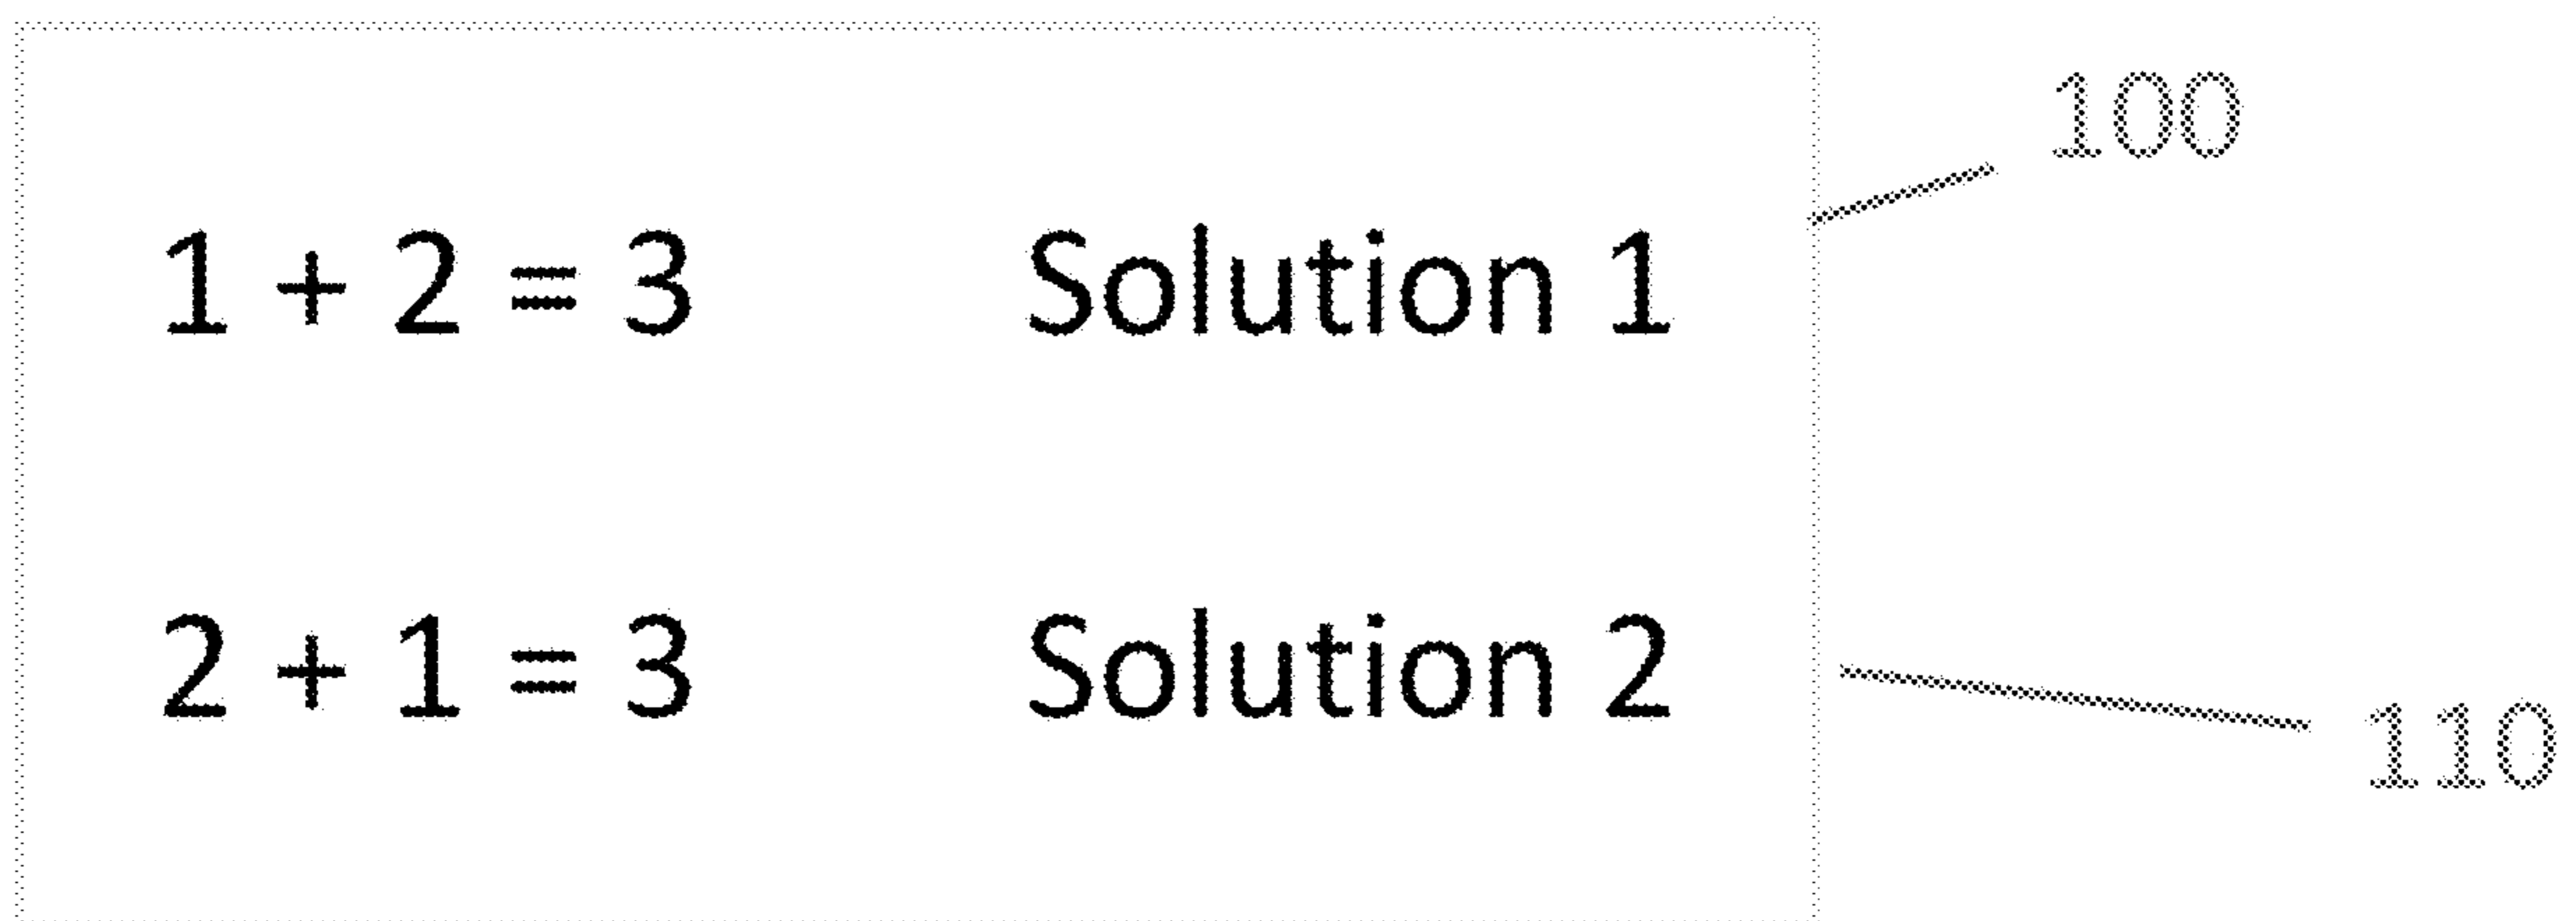 100
1 + 2 = 3 Solution 1
2 + 1 = 3 Solution 2
110